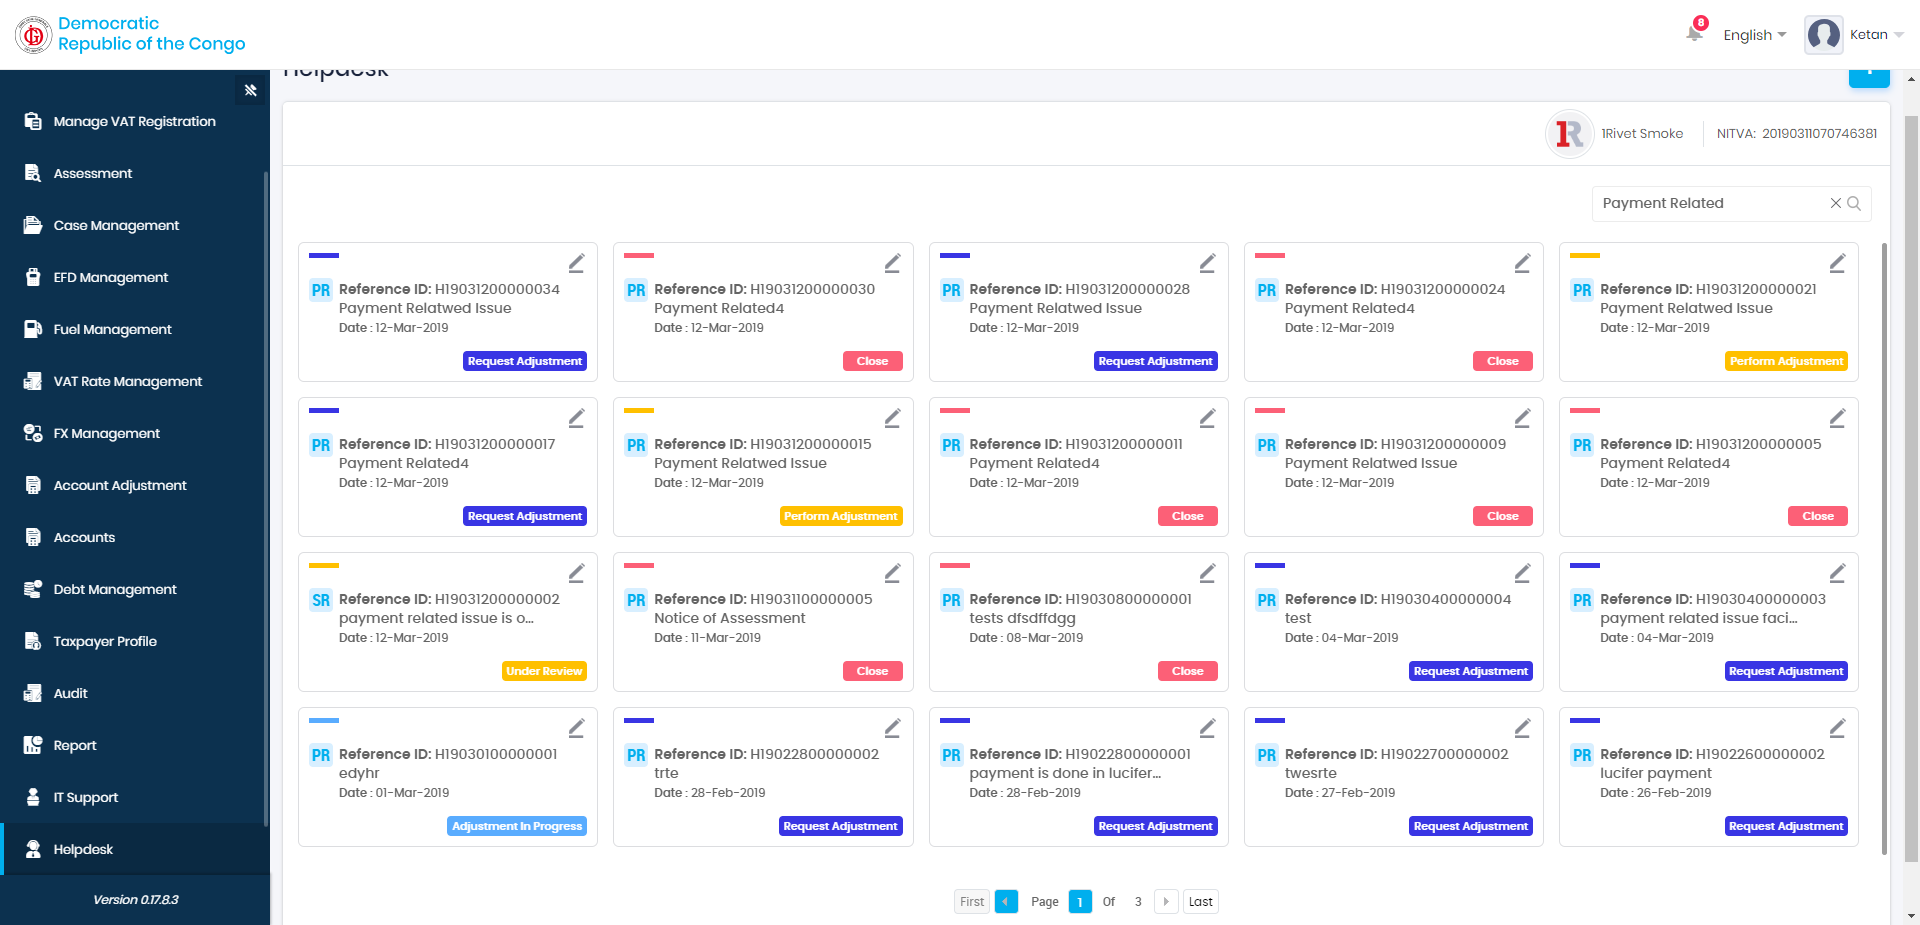 Democratic
Republic of the Congo
8
English
Ketan
Helpdesk
Manage VAT Registration
Assessment
Case Management
EFD Management
Fuel Management
VAT Rate Management
FX Management
Account Adjustment
Accounts
Debt Management
Taxpayer Profile
Audit
Report
IT Support
Helpdesk
Version 0.17.8.3
1R
1Rivet Smoke
NITVA: 20190311070746381
Payment Related
PR Reference ID: H19031200000034
Payment Relatwed Issue
Date : 12-Mar-2019
Request Adjustment
PR Reference ID: H19031200000030
Payment Related4
Date : 12-Mar-2019
Close
PR Reference ID: H19031200000028
Payment Relatwed Issue
Date : 12-Mar-2019
Request Adjustment
PR Reference ID: H19031200000024
Payment Related4
Date : 12-Mar-2019
Close
PR Reference ID: H19031200000021
Payment Relatwed Issue
Date : 12-Mar-2019
Perform Adjustment
PR Reference ID: H19031200000017
Payment Related4
Date : 12-Mar-2019
Request Adjustment
PR Reference ID: H19031200000015
Payment Relatwed Issue
Date : 12-Mar-2019
Perform Adjustment
PR Reference ID: H19031200000011
Payment Related4
Date : 12-Mar-2019
Close
PR Reference ID: H19031200000009
Payment Relatwed Issue
Date : 12-Mar-2019
Close
PR Reference ID: H19031200000005
Payment Related4
Date : 12-Mar-2019
Close
SR Reference ID: H19031200000002
payment related issue is o...
Date : 12-Mar-2019
Under Review
PR Reference ID: H19031100000005
Notice of Assessment
Date : 11-Mar-2019
Close
PR Reference ID: H19030800000001
tests dfsdffdgg
Date : 08-Mar-2019
Close
PR Reference ID: H19030400000004
test
Date : 04-Mar-2019
Request Adjustment
PR Reference ID: H19030400000003
payment related issue faci...
Date : 04-Mar-2019
Request Adjustment
PR Reference ID: H19030100000001
edyhr
Date : 01-Mar-2019
Adjustment In Progress
PR Reference ID: H19022800000002
trte
Date : 28-Feb-2019
Request Adjustment
PR Reference ID: H19022800000001
payment is done in lucifer...
Date : 28-Feb-2019
Request Adjustment
PR Reference ID: H19022700000002
twesrte
Date : 27-Feb-2019
Request Adjustment
PR Reference ID: H19022600000002
lucifer payment
Date : 26-Feb-2019
Request Adjustment
First Page 1 Of 3 Last